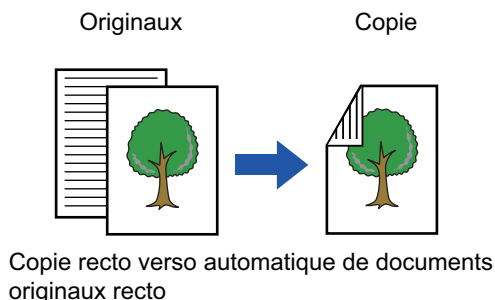 Originaux
Copie
Copie recto verso automatique de documents
originaux recto